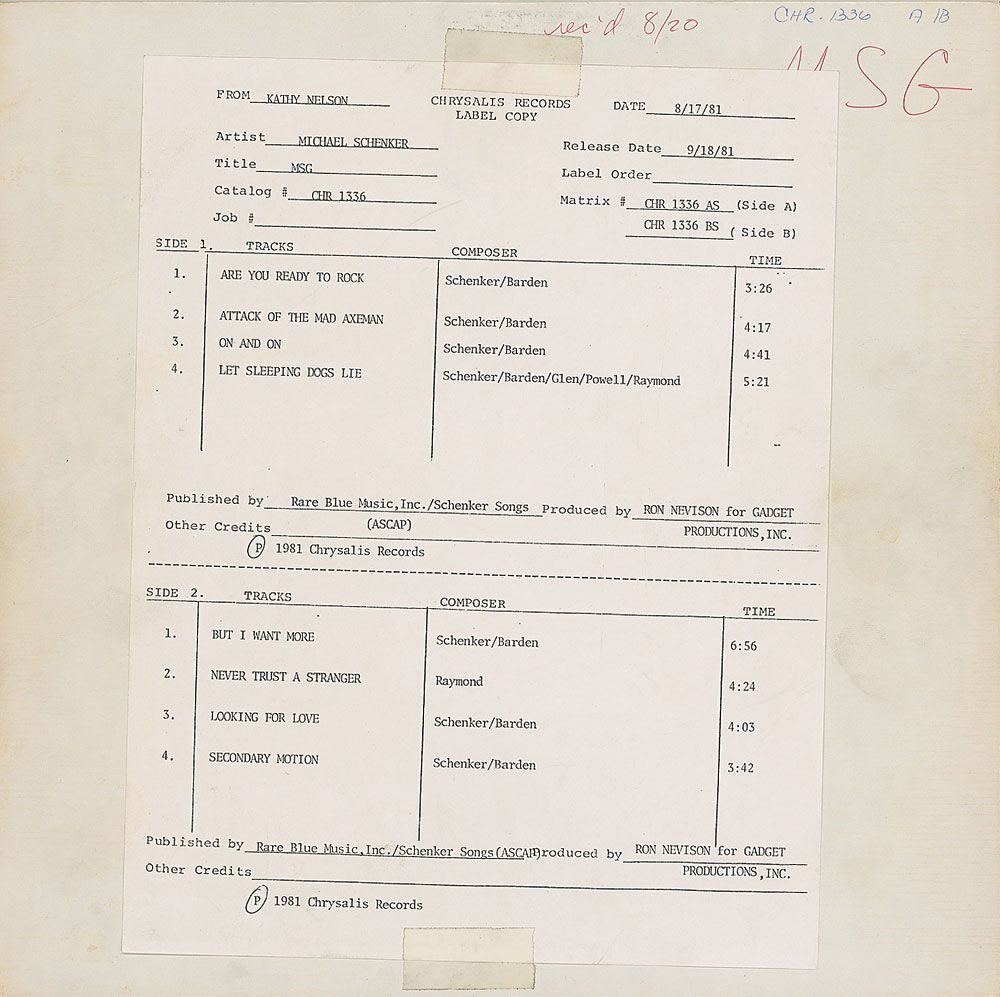 rec'd 8/20 CHR. 1336 A/B
MSG
FROM KATHY NELSON CHRYSALIS RECORDS DATE 8/17/81
LABEL COPY
Artist MICHAEL SCHENKER Release Date 9/18/81
Title MSG Label Order
Catalog # CHR 1336 Matrix # CHR 1336 AS (Side A)
Job # CHR 1336 BS (Side B)
SIDE 1. TRACKS COMPOSER TIME
1. ARE YOU READY TO ROCK Schenker/Barden 3:26
2. ATTACK OF THE MAD AXEMAN Schenker/Barden 4:17
3. ON AND ON Schenker/Barden 4:41
4. LET SLEEPING DOGS LIE Schenker/Barden/Glen/Powell/Raymond 5:21
Published by Rare Blue Music,Inc./Schenker Songs Produced by RON NEVISON for GADGET
Other Credits (ASCAP) PRODUCTIONS,INC.
Ⓟ 1981 Chrysalis Records
SIDE 2. TRACKS COMPOSER TIME
1. BUT I WANT MORE Schenker/Barden 6:56
2. NEVER TRUST A STRANGER Raymond 4:24
3. LOOKING FOR LOVE Schenker/Barden 4:03
4. SECONDARY MOTION Schenker/Barden 3:42
Published by Rare Blue Music,Inc./Schenker Songs(ASCAP)Produced by RON NEVISON for GADGET
Other Credits PRODUCTIONS,INC.
Ⓟ 1981 Chrysalis Records